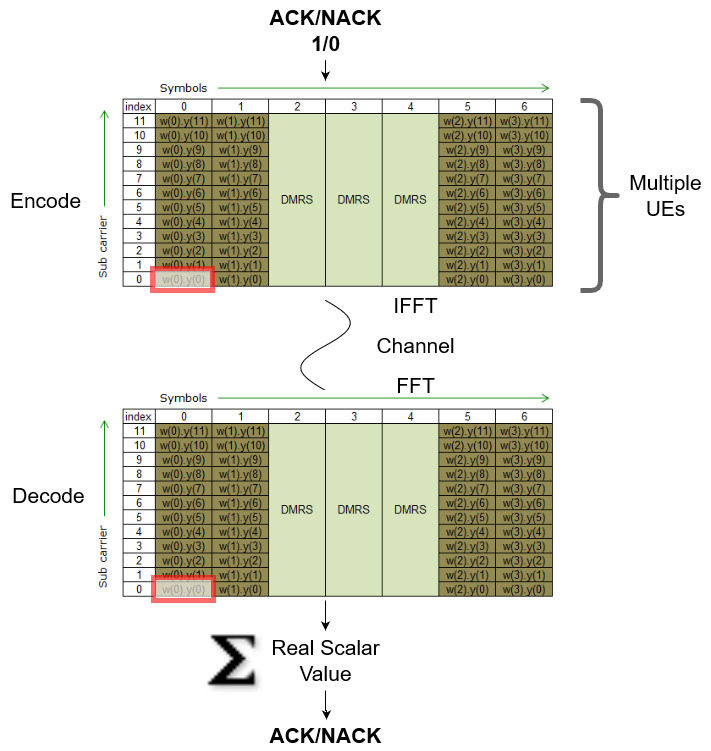 ACK/NACK
1/0
Symbols
index 0 1 2 3 4 5 6
11 w(0).y(11) w(1).y(11) w(2).y(11) w(3).y(11)
10 w(0).y(10) w(1).y(10) w(2).y(10) w(3).y(10)
9 w(0).y(9) w(1).y(9) w(2).y(9) w(3).y(9)
8 w(0).y(8) w(1).y(8) w(2).y(8) w(3).y(8)
7 w(0).y(7) w(1).y(7) w(2).y(7) w(3).y(7)
6 w(0).y(6) w(1).y(6) DMRS DMRS DMRS w(2).y(6) w(3).y(6)
5 w(0).y(5) w(1).y(5) w(2).y(5) w(3).y(5)
4 w(0).y(4) w(1).y(4) w(2).y(4) w(3).y(4)
3 w(0).y(3) w(1).y(3) w(2).y(3) w(3).y(3)
2 w(0).y(2) w(1).y(2) w(2).y(2) w(3).y(2)
1 w(0).y(1) w(1).y(1) w(2).y(1) w(3).y(1)
0 w(0).y(0) w(1).y(0) w(2).y(0) w(3).y(0)
Encode
Sub carrier
Multiple
UEs
IFFT
Channel
FFT
Symbols
index 0 1 2 3 4 5 6
11 w(0).y(11) w(1).y(11) w(2).y(11) w(3).y(11)
10 w(0).y(10) w(1).y(10) w(2).y(10) w(3).y(10)
9 w(0).y(9) w(1).y(9) w(2).y(9) w(3).y(9)
8 w(0).y(8) w(1).y(8) w(2).y(8) w(3).y(8)
7 w(0).y(7) w(1).y(7) w(2).y(7) w(3).y(7)
6 w(0).y(6) w(1).y(6) DMRS DMRS DMRS w(2).y(6) w(3).y(6)
5 w(0).y(5) w(1).y(5) w(2).y(5) w(3).y(5)
4 w(0).y(4) w(1).y(4) w(2).y(4) w(3).y(4)
3 w(0).y(3) w(1).y(3) w(2).y(3) w(3).y(3)
2 w(0).y(2) w(1).y(2) w(2).y(2) w(3).y(2)
1 w(0).y(1) w(1).y(1) w(2).y(1) w(3).y(1)
0 w(0).y(0) w(1).y(0) w(2).y(0) w(3).y(0)
Decode
Sub carrier
Σ Real Scalar
Value
ACK/NACK